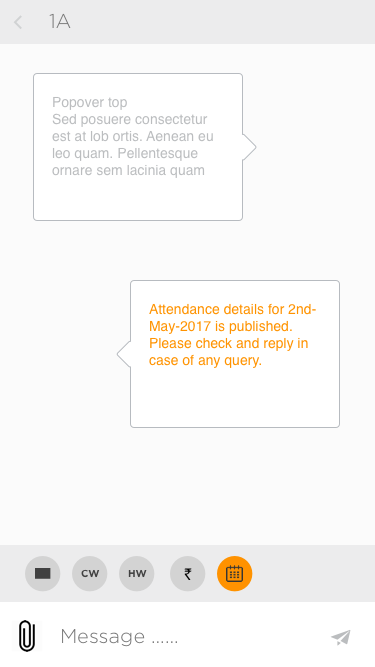 1A
Popover top
Sed posuere consectetur
est at lob ortis. Aenean eu
leo quam. Pellentesque
ornare sem lacinia quam
Attendance details for 2nd-
May-2017 is published.
Please check and reply in
case of any query.
CW HW ₹
Message ......